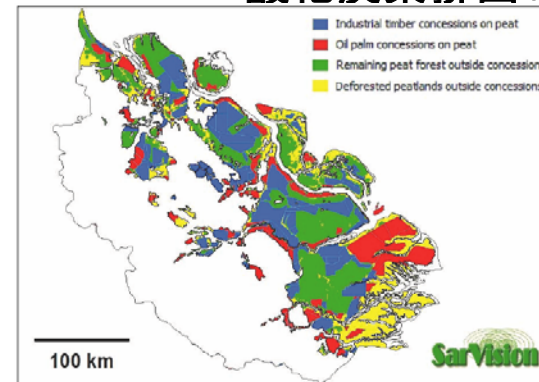 Industrial timber concessions on peat
Oil palm concessions on peat
Remaining peat forest outside concession
Deforested peatlands outside concessions
100 km
SarVision